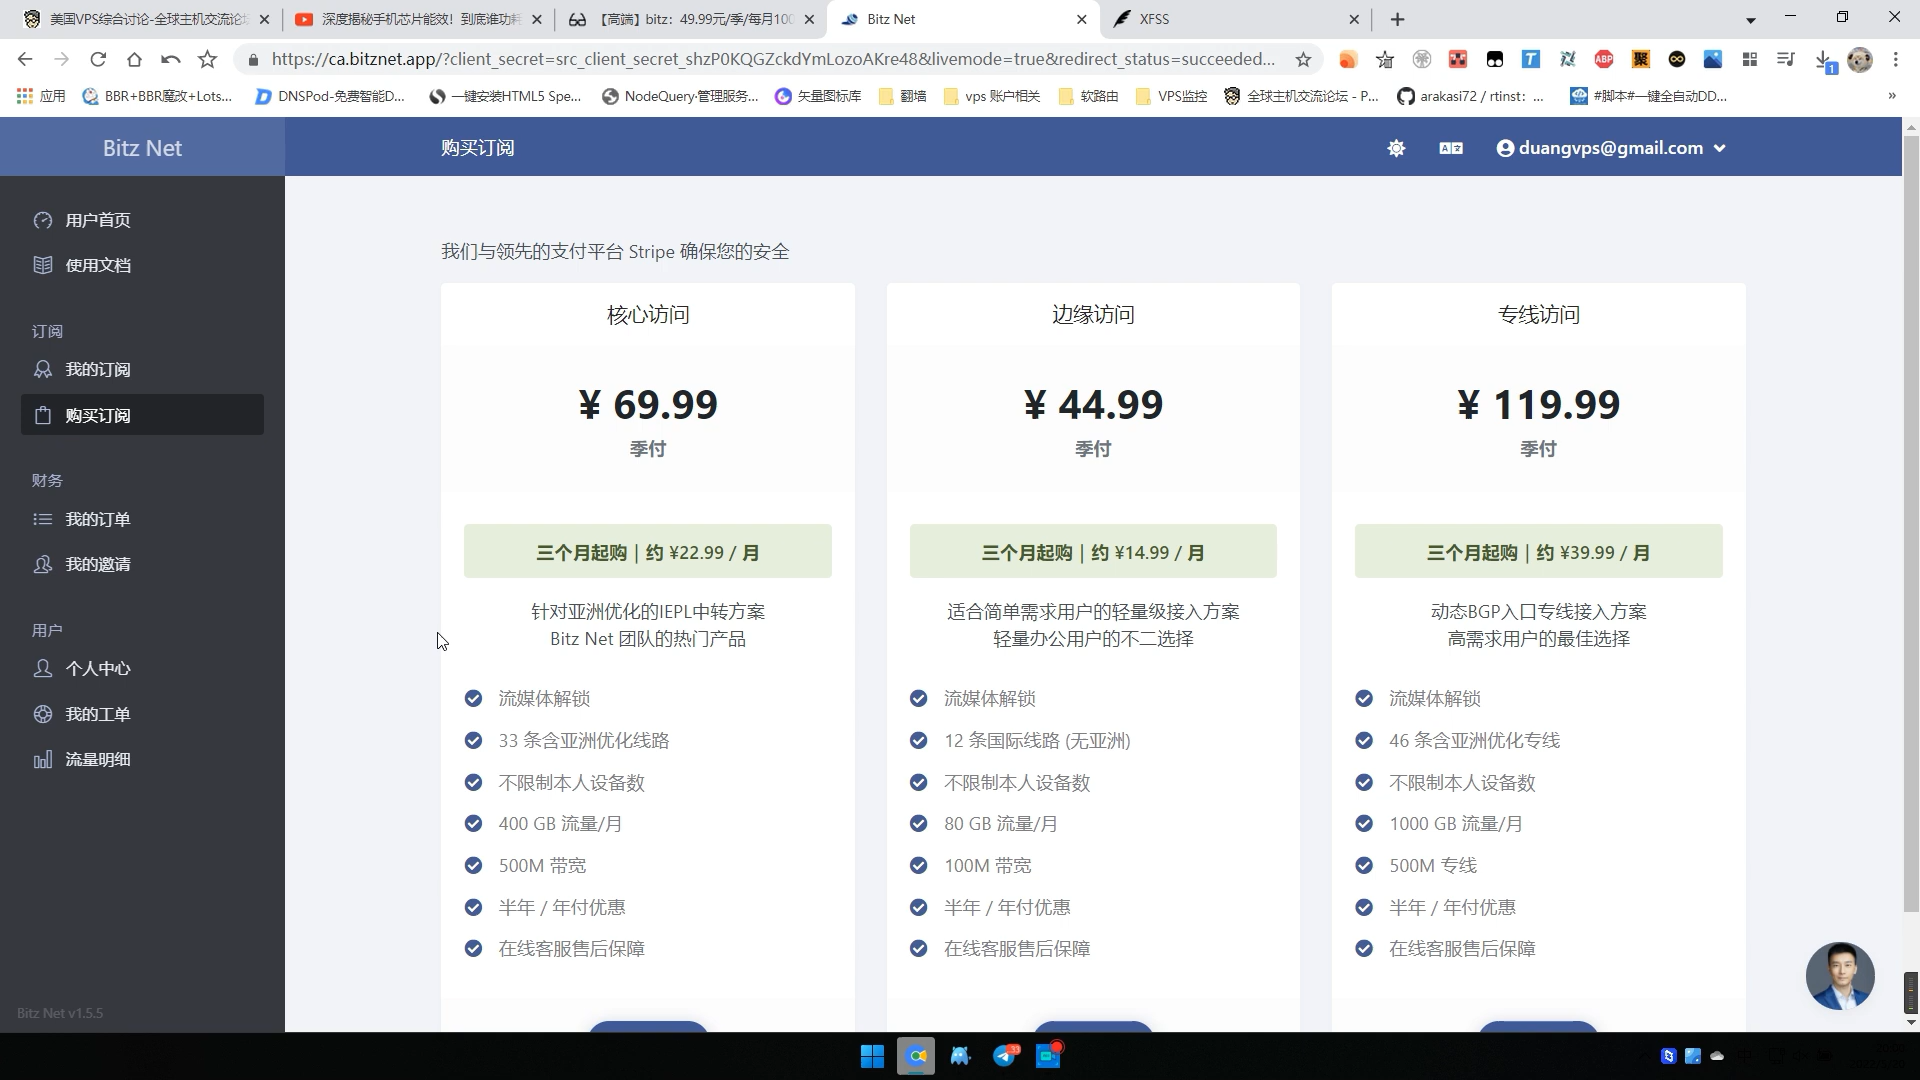 美国VPS综合讨论-全球主机交流论坛
深度揭秘手机芯片能效！到底谁功耗
【高端】bitz：49.99元/季/每月100
Bitz Net
XFSS
https://ca.bitznet.app/?client_secret=src_client_secret_shzP0KQGZckdYmLozoAKre48&livemode=true&redirect_status=succeeded...
应用
BBR+BBR魔改+Lots...
DNSPod-免费智能D...
一键安装HTML5 Spe...
NodeQuery·管理服务...
矢量图标库
翻墙
vps 账户相关
软路由
VPS监控
全球主机交流论坛 - P...
arakasi72 / rtinst: ...
#脚本#一键全自动DD...
»
Bitz Net
购买订阅
duangvps@gmail.com
用户首页
使用文档
订阅
我的订阅
购买订阅
财务
我的订单
我的邀请
用户
个人中心
我的工单
流量明细
Bitz Net v1.5.5
我们与领先的支付平台 Stripe 确保您的安全
核心访问
¥ 69.99
季付
三个月起购 | 约 ¥22.99 / 月
针对亚洲优化的IEPL中转方案
Bitz Net 团队的热门产品
流媒体解锁
33 条含亚洲优化线路
不限制本人设备数
400 GB 流量/月
500M 带宽
半年 / 年付优惠
在线客服售后保障
边缘访问
¥ 44.99
季付
三个月起购 | 约 ¥14.99 / 月
适合简单需求用户的轻量级接入方案
轻量办公用户的不二选择
流媒体解锁
12 条国际线路 (无亚洲)
不限制本人设备数
80 GB 流量/月
100M 带宽
半年 / 年付优惠
在线客服售后保障
专线访问
¥ 119.99
季付
三个月起购 | 约 ¥39.99 / 月
动态BGP入口专线接入方案
高需求用户的最佳选择
流媒体解锁
46 条含亚洲优化专线
不限制本人设备数
1000 GB 流量/月
500M 专线
半年 / 年付优惠
在线客服售后保障